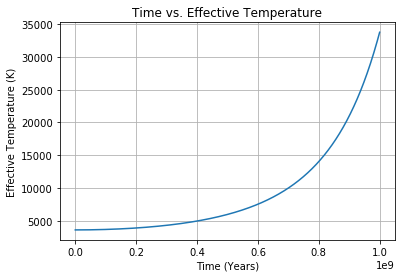 Time vs. Effective Temperature
Effective Temperature (K)
35000
30000
25000
20000
15000
10000
5000
0.0 0.2 0.4 0.6 0.8 1.0
1e9
Time (Years)